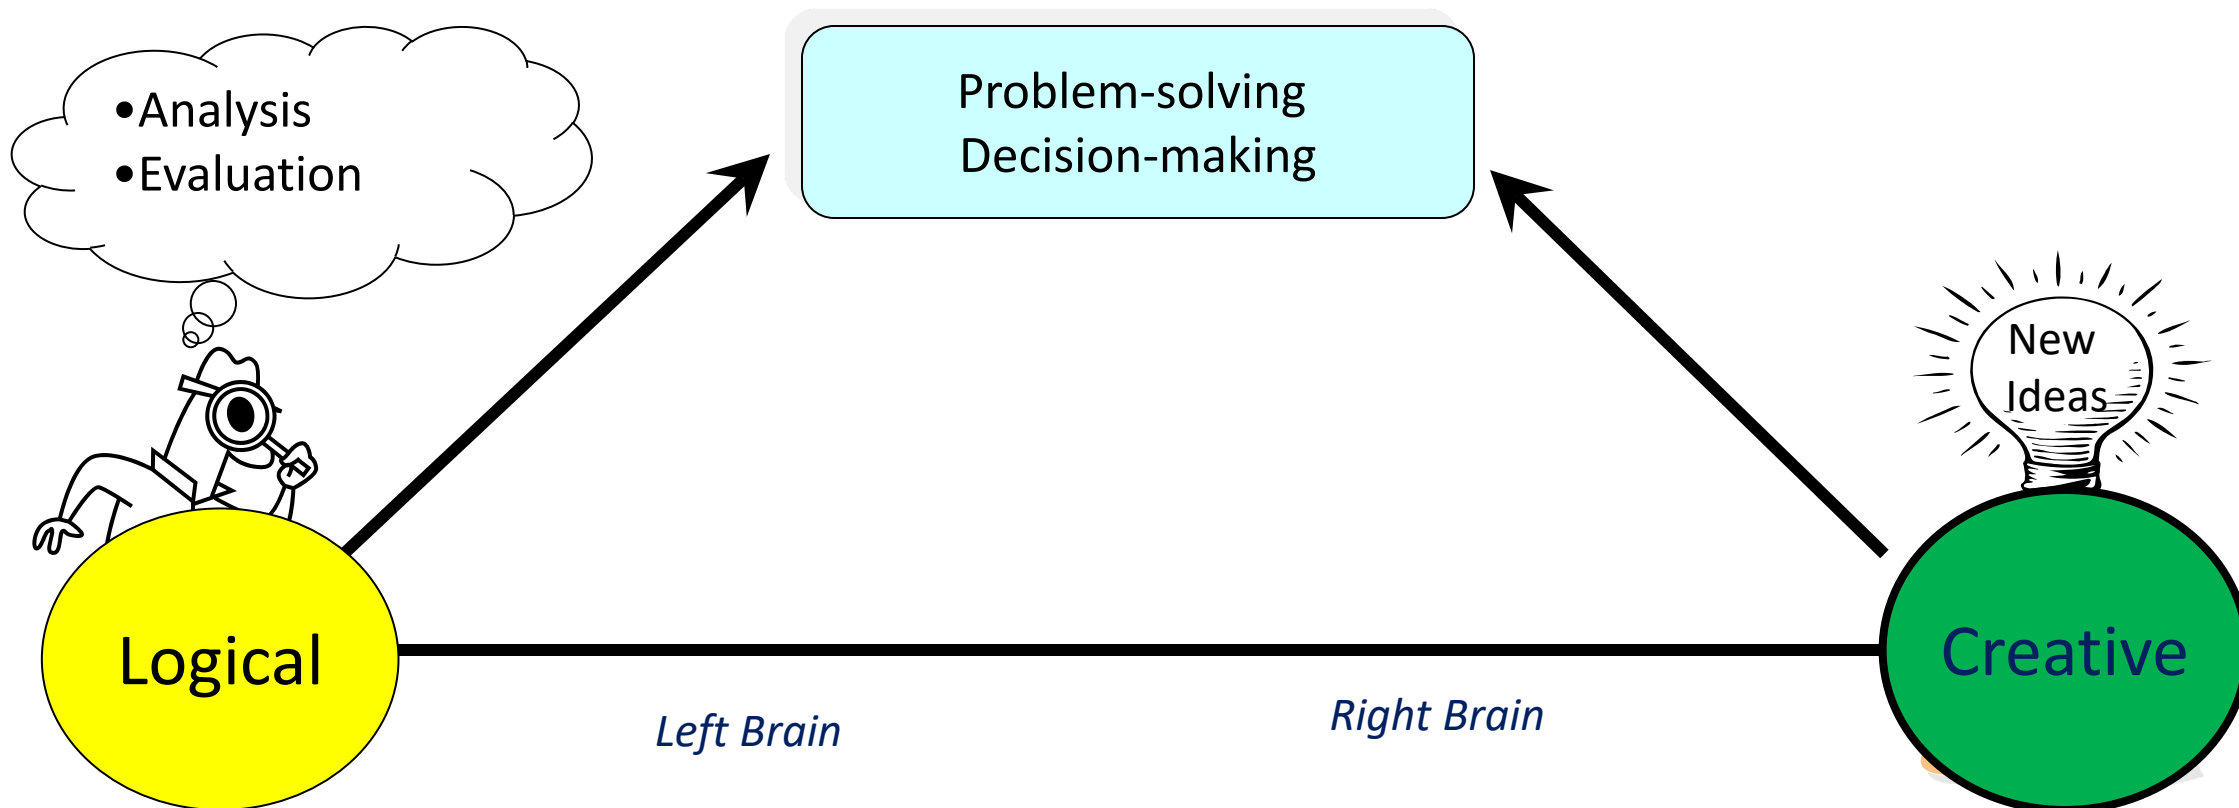 •Analysis
•Evaluation
Problem-solving
Decision-making
New
Ideas
Logical
Creative
Left Brain
Right Brain